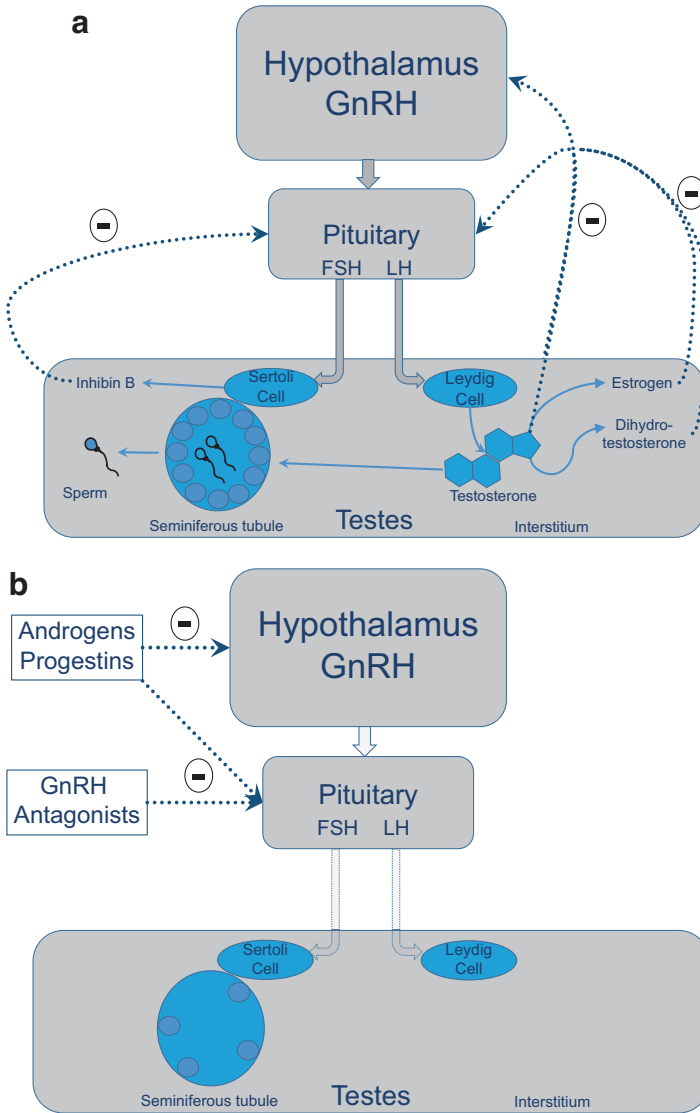 a
Hypothalamus
GnRH
Pituitary
FSH LH
Inhibin B
Sertoli
Cell
Leydig
Cell
Estrogen
Dihydro-
testosterone
Sperm
Testosterone
Seminiferous tubule
Testes
Interstitium
b
Androgens
Progestins
Hypothalamus
GnRH
GnRH
Antagonists
Pituitary
FSH LH
Sertoli
Cell
Leydig
Cell
Seminiferous tubule
Testes
Interstitium